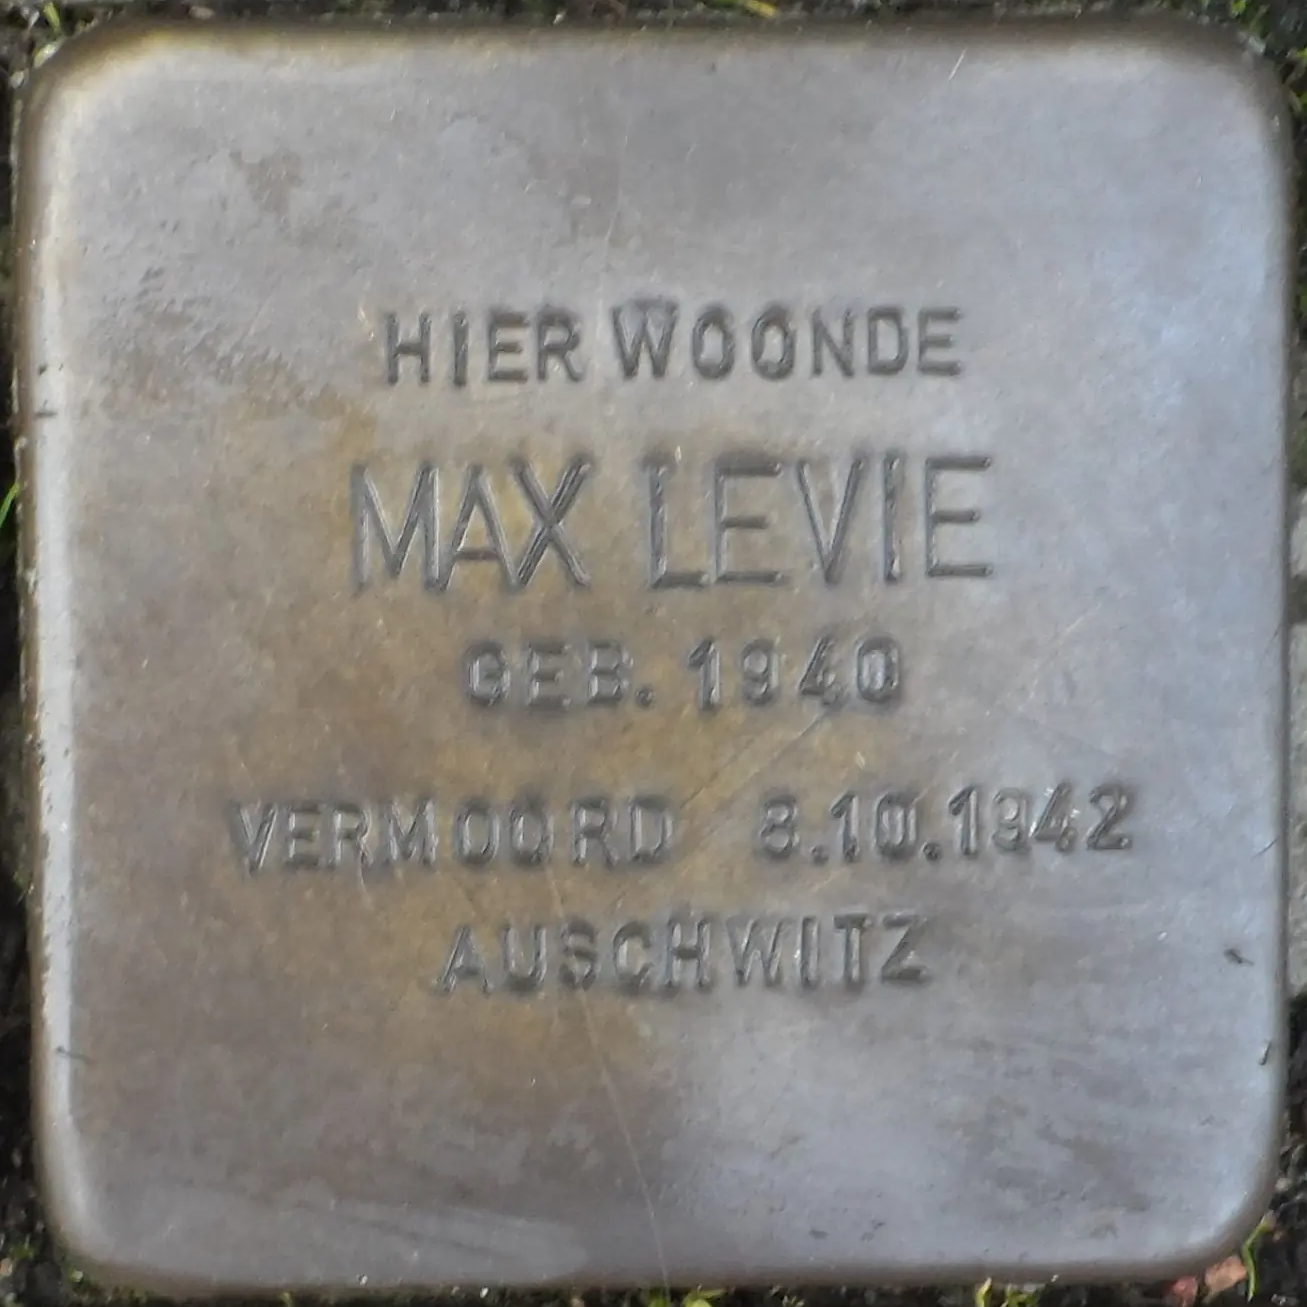 HIER WOONDE
MAX LEVIE
GEB. 1940
VERMOORD 8.10.1942
AUSCHWITZ